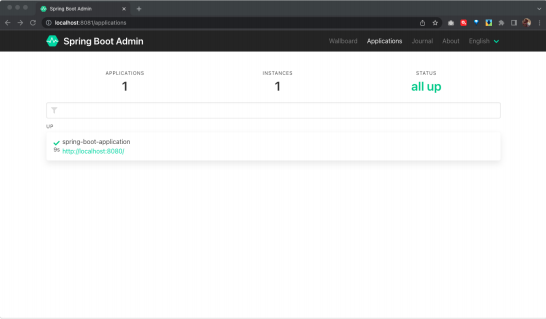 Spring Boot Admin
localhost:8081/applications
Spring Boot Admin
Wallboard Applications Journal About English
APPLICATIONS INSTANCES STATUS
1 1 all up
UP
spring-boot-application
9s http://localhost:8080/